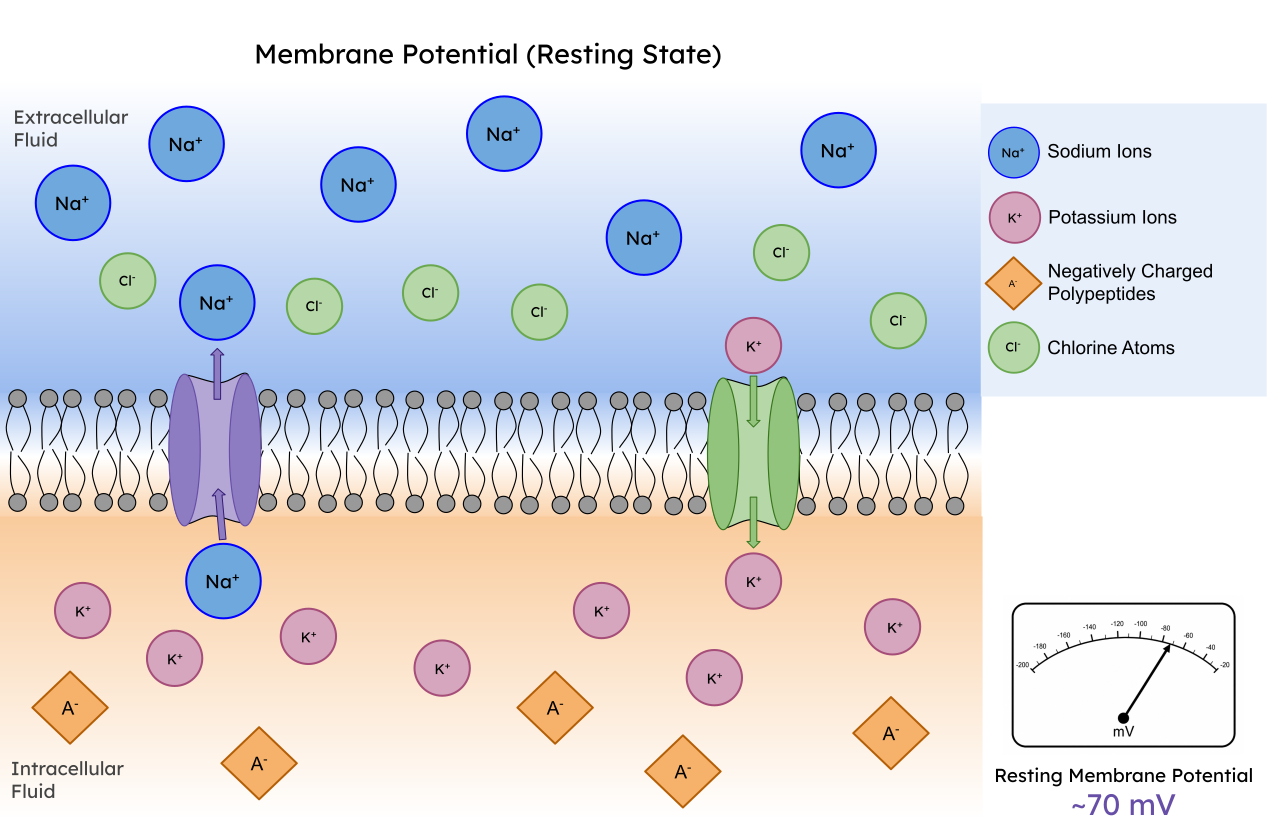 Membrane Potential (Resting State)
Extracellular
Fluid
Na⁺
Na⁺
Na⁺
Na⁺
Na⁺
Na⁺
Cl⁻
Na⁺
Cl⁻
Cl⁻
Cl⁻
Cl⁻
Cl⁻
K⁺
Na⁺
K⁺
K⁺
K⁺
K⁺
K⁺
K⁺
K⁺
K⁺
A⁻
A⁻
A⁻
A⁻
A⁻
Intracellular
Fluid
Na⁺ Sodium Ions
K⁺ Potassium Ions
A⁻ Negatively Charged
Polypeptides
Cl⁻ Chlorine Atoms
-200 -180 -160 -140 -120 -100 -80 -60 -40 -20
mV
Resting Membrane Potential
~70 mV